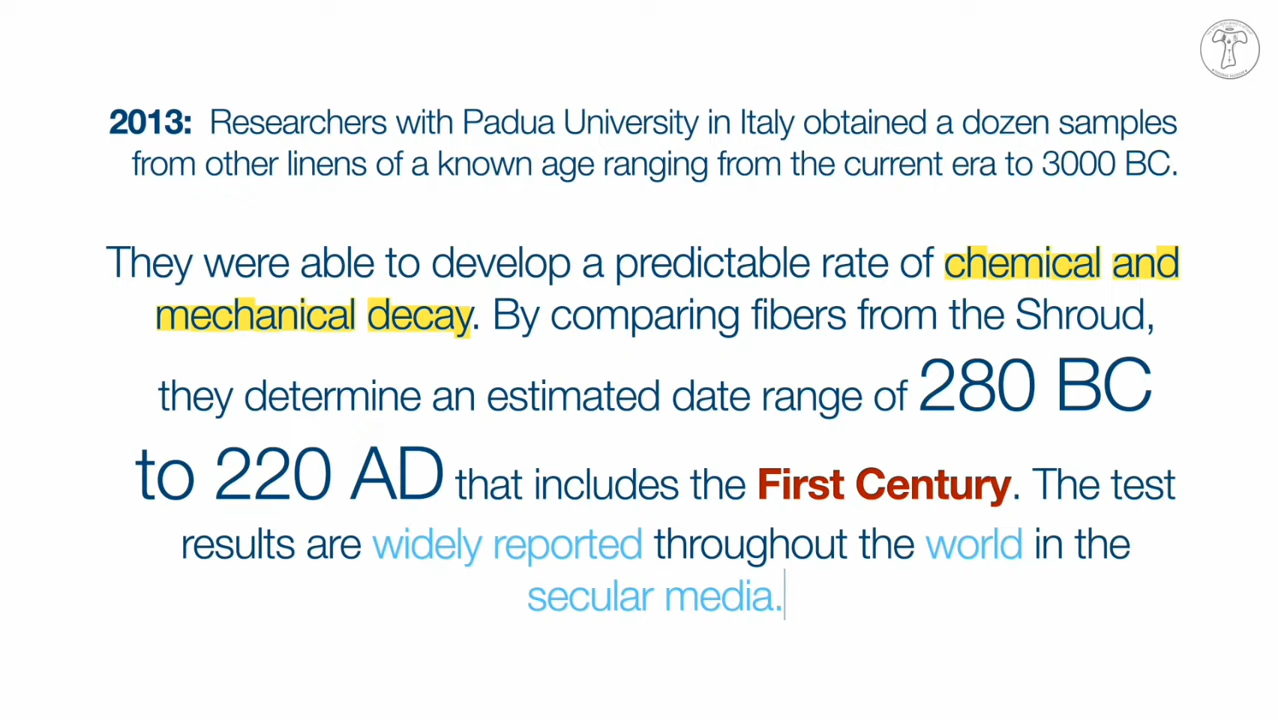 2013: Researchers with Padua University in Italy obtained a dozen samples
from other linens of a known age ranging from the current era to 3000 BC.
They were able to develop a predictable rate of chemical and
mechanical decay. By comparing fibers from the Shroud,
they determine an estimated date range of 280 BC
to 220 AD that includes the First Century. The test
results are widely reported throughout the world in the
secular media.